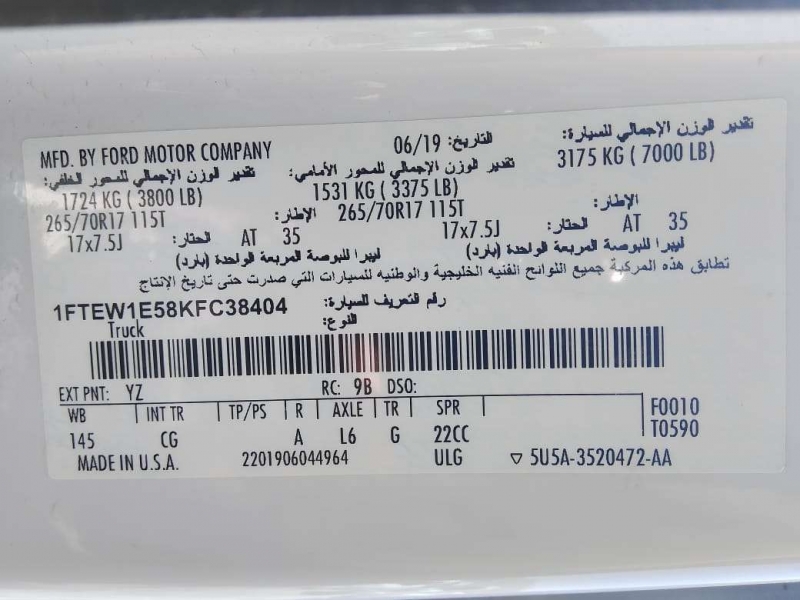 MFD. BY FORD MOTOR COMPANY 06/19 التاريخ: تقدير الوزن الإجمالي للسيارة:
3175 KG ( 7000 LB)
تقدير الوزن الإجمالي للمحور الخلفي: تقدير الوزن الإجمالي للمحور الأمامي:
1724 KG ( 3800 LB) 1531 KG ( 3375 LB)
265/70R17 115T الإطار: 265/70R17 115T الإطار:
17x7.5J الحتار: AT 35 17x7.5J الحتار: AT 35
ليبرا للبوصة المربعة الواحدة (بارد) ليبرا للبوصة المربعة الواحدة (بارد)
تطابق هذه المركبة جميع اللوائح الفنيه الخليجية والوطنيه للسيارات التي صدرت حتى تاريخ الإنتاج
1FTEW1E58KFC38404 رقم التعريف للسيارة:
Truck النوع:
EXT PNT: YZ RC: 9B DSO:
WB INT TR TP/PS R AXLE TR SPR F0010
145 CG A L6 G 22CC T0590
MADE IN U.S.A. 2201906044964 ULG ▽ 5U5A-3520472-AA